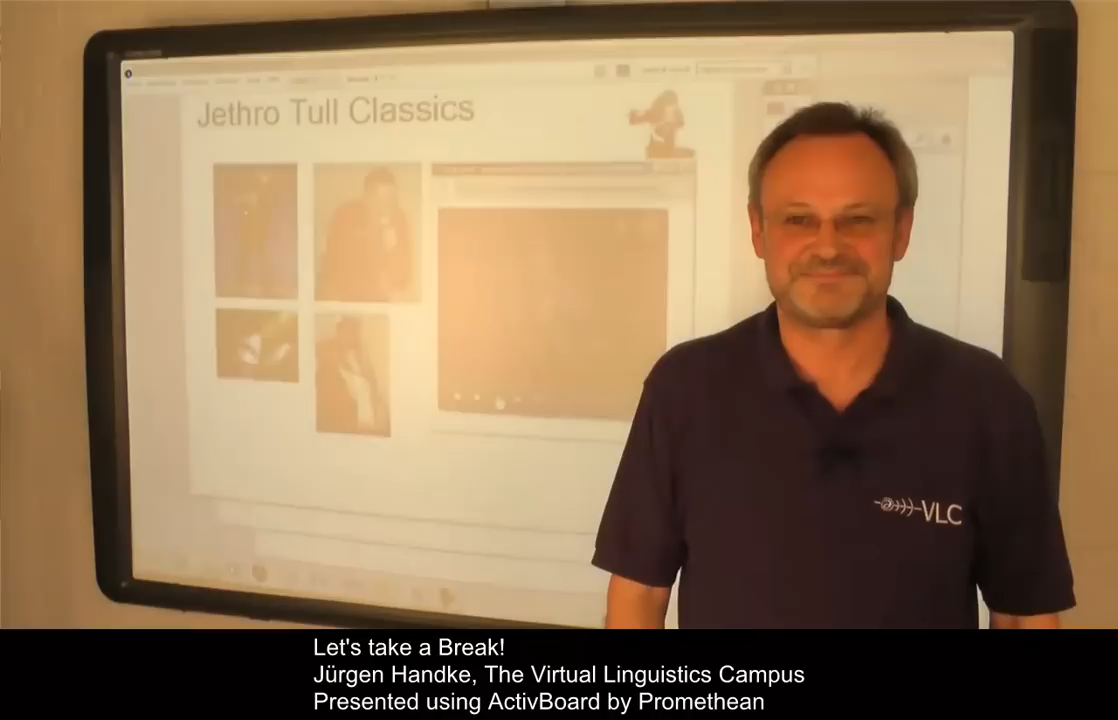 Jethro Tull Classics
VLC
Let's take a Break!
Jürgen Handke, The Virtual Linguistics Campus
Presented using ActivBoard by Promethean